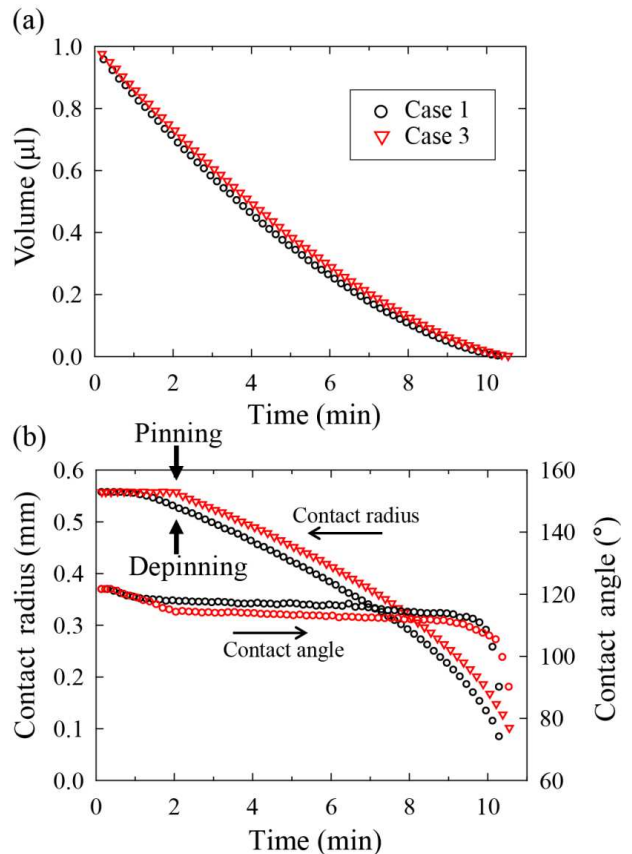 (a)
1.0
0.8
0.6
0.4
0.2
0.0
Volume (µl)
Case 1
Case 3
0 2 4 6 8 10
Time (min)
(b)
Pinning
Depinning
Contact radius
Contact angle
0.6
0.5
0.4
0.3
0.2
0.1
0.0
Contact radius (mm)
160
140
120
100
80
60
Contact angle (°)
0 2 4 6 8 10
Time (min)